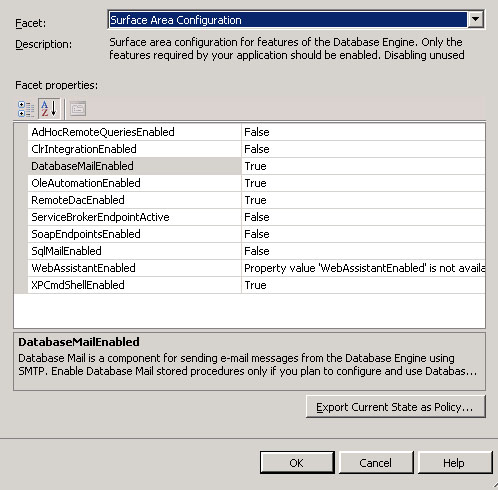 Facet:
Surface Area Configuration
Description:
Surface area configuration for features of the Database Engine. Only the
features required by your application should be enabled. Disabling unused
Facet properties:
AdHocRemoteQueriesEnabled False
ClrIntegrationEnabled False
DatabaseMailEnabled True
OleAutomationEnabled True
RemoteDacEnabled True
ServiceBrokerEndpointActive False
SoapEndpointsEnabled False
SqlMailEnabled False
WebAssistantEnabled Property value 'WebAssistantEnabled' is not availa
XPCmdShellEnabled True
DatabaseMailEnabled
Database Mail is a component for sending e-mail messages from the Database Engine using
SMTP. Enable Database Mail stored procedures only if you plan to configure and use Databas...
Export Current State as Policy...
OK Cancel Help